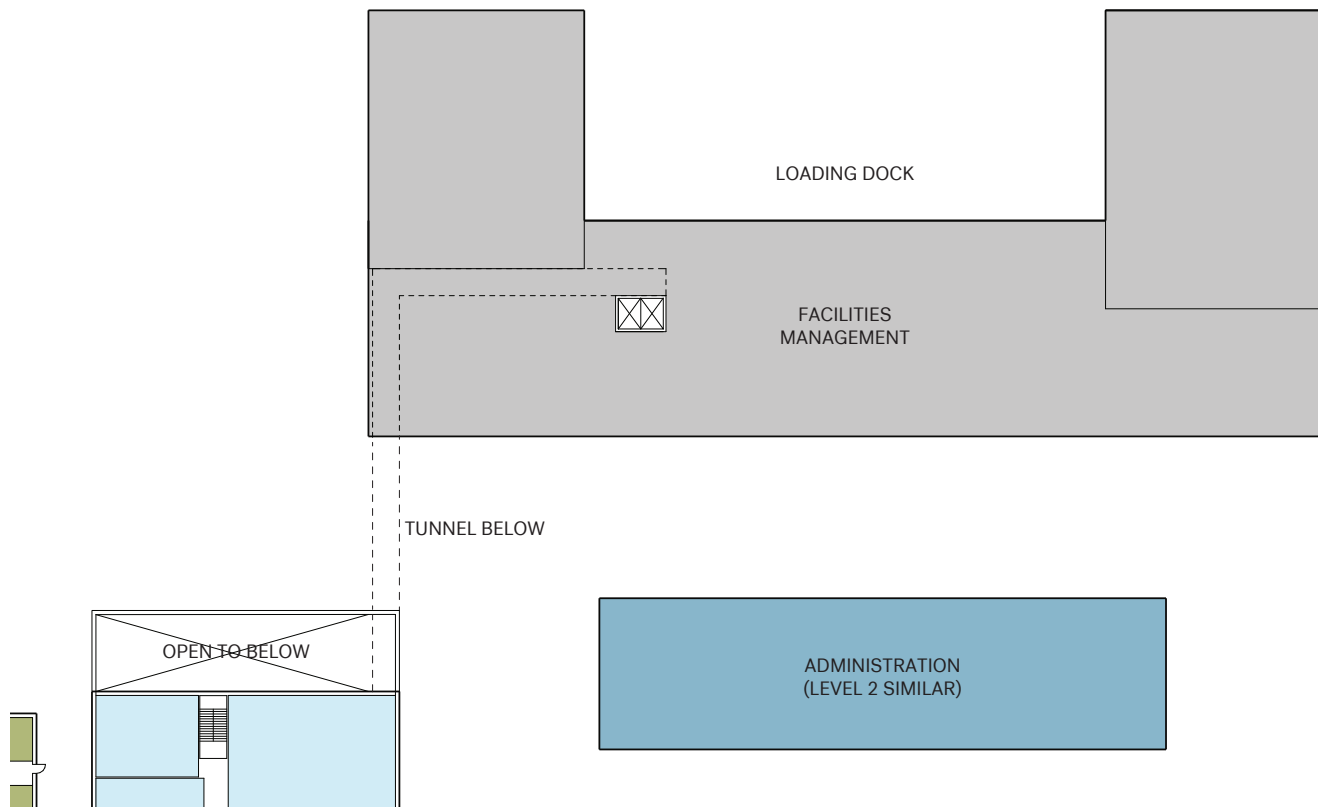 LOADING DOCK
FACILITIES
MANAGEMENT
TUNNEL BELOW
OPEN TO BELOW
ADMINISTRATION
(LEVEL 2 SIMILAR)